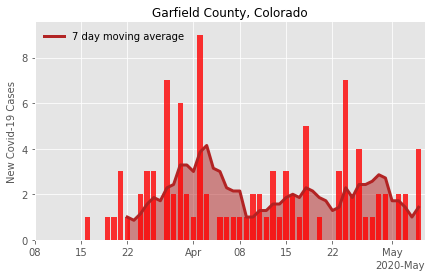 Garfield County, Colorado
7 day moving average
New Covid-19 Cases
8
6
4
2
0
08 15 22 Apr 08 15 22 May
2020-May